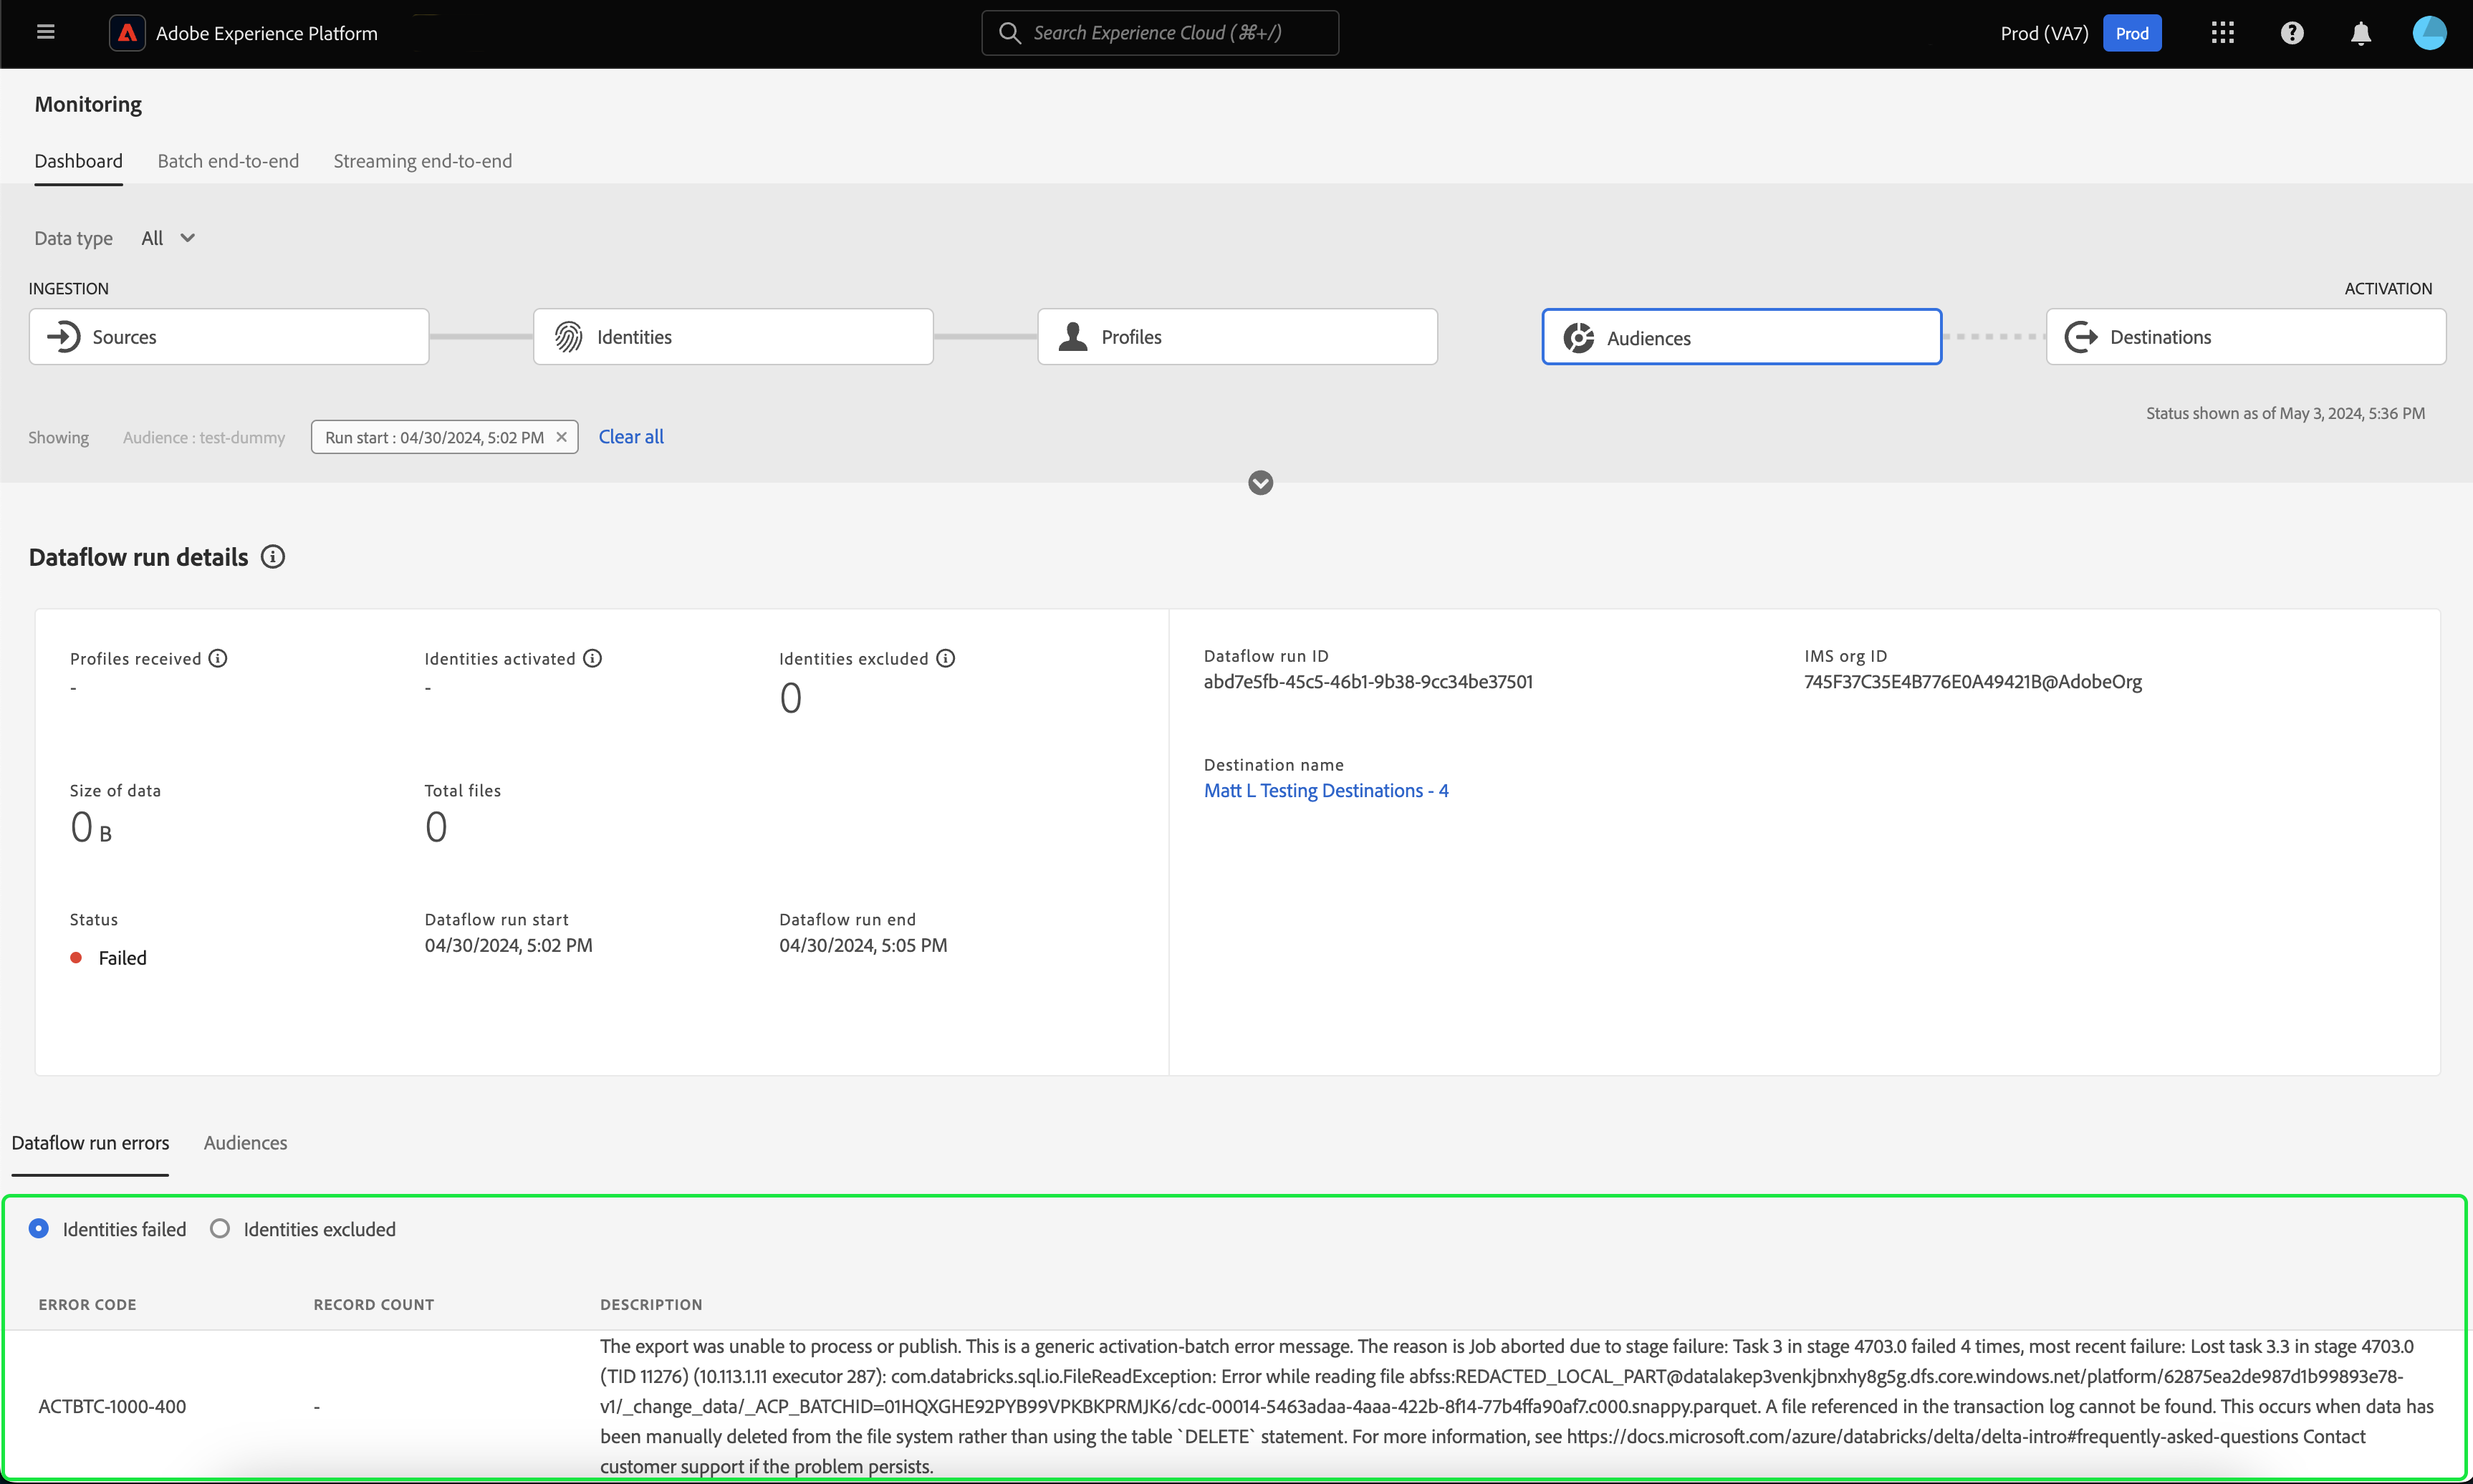 Adobe Experience Platform
Search Experience Cloud (⌘+/)
Prod (VA7) Prod
Monitoring
Dashboard Batch end-to-end Streaming end-to-end
Data type All
INGESTION ACTIVATION
Sources Identities Profiles Audiences Destinations
Status shown as of May 3, 2024, 5:36 PM
Showing Audience : test-dummy Run start : 04/30/2024, 5:02 PM Clear all
Dataflow run details
Profiles received Identities activated Identities excluded
- - 0
Dataflow run ID IMS org ID
abd7e5fb-45c5-46b1-9b38-9cc34be37501 745F37C35E4B776E0A49421B@AdobeOrg
Destination name
Matt L Testing Destinations - 4
Size of data Total files
0 B 0
Status Dataflow run start Dataflow run end
Failed 04/30/2024, 5:02 PM 04/30/2024, 5:05 PM
Dataflow run errors Audiences
Identities failed Identities excluded
ERROR CODE RECORD COUNT DESCRIPTION
ACTBTC-1000-400 -
The export was unable to process or publish. This is a generic activation-batch error message. The reason is Job aborted due to stage failure: Task 3 in stage 4703.0 failed 4 times, most recent failure: Lost task 3.3 in stage 4703.0
(TID 11276) (10.113.1.11 executor 287): com.databricks.sql.io.FileReadException: Error while reading file abfss:REDACTED_LOCAL_PART@datalakep3venkjbnxhy8g5g.dfs.core.windows.net/platform/62875ea2de987d1b99893e78-
v1/_change_data/_ACP_BATCHID=01HQXGHE92PYB99VPKBKPRMJK6/cdc-00014-5463adaa-4aaa-422b-8f14-77b4ffa90af7.c000.snappy.parquet. A file referenced in the transaction log cannot be found. This occurs when data has
been manually deleted from the file system rather than using the table `DELETE` statement. For more information, see https://docs.microsoft.com/azure/databricks/delta/delta-intro#frequently-asked-questions Contact
customer support if the problem persists.